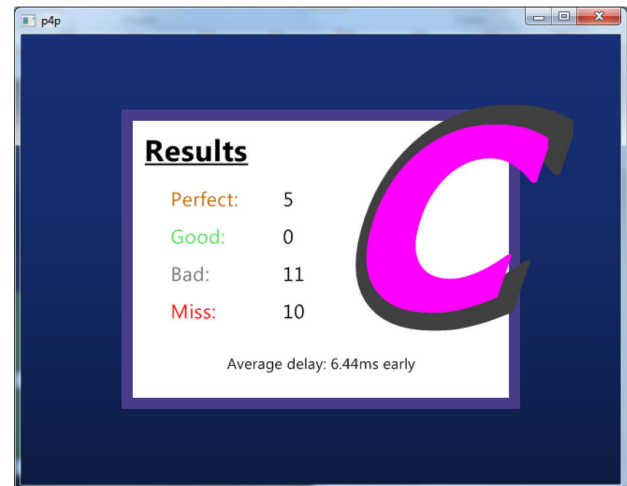 p4p
Results
C
Perfect: 5
Good: 0
Bad: 11
Miss: 10
Average delay: 6.44ms early